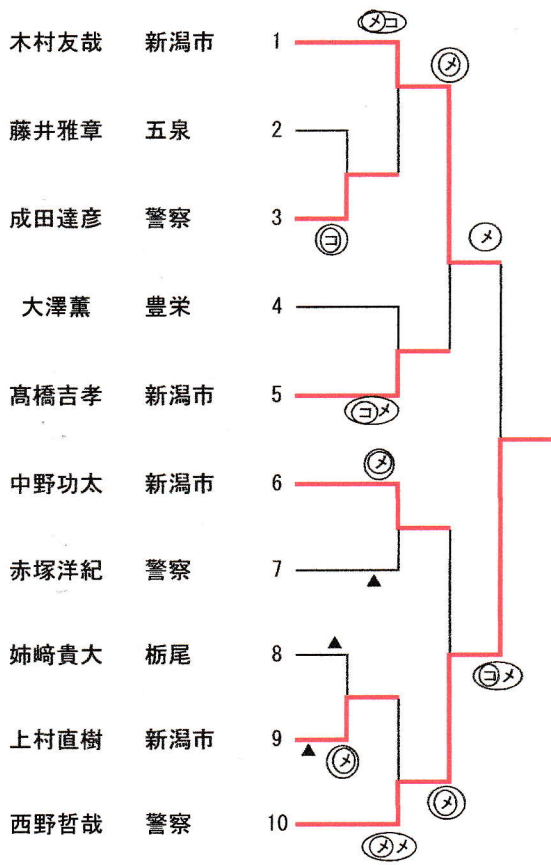 木村友哉 新潟市 1
メコ
メ
藤井雅章 五泉 2
成田達彦 警察 3
コ
メ
大澤薫 豊栄 4
髙橋吉孝 新潟市 5
コメ
メ
中野功太 新潟市 6
赤塚洋紀 警察 7
姉﨑貴大 栃尾 8
コメ
上村直樹 新潟市 9
メ
メ
西野哲哉 警察 10
メメ